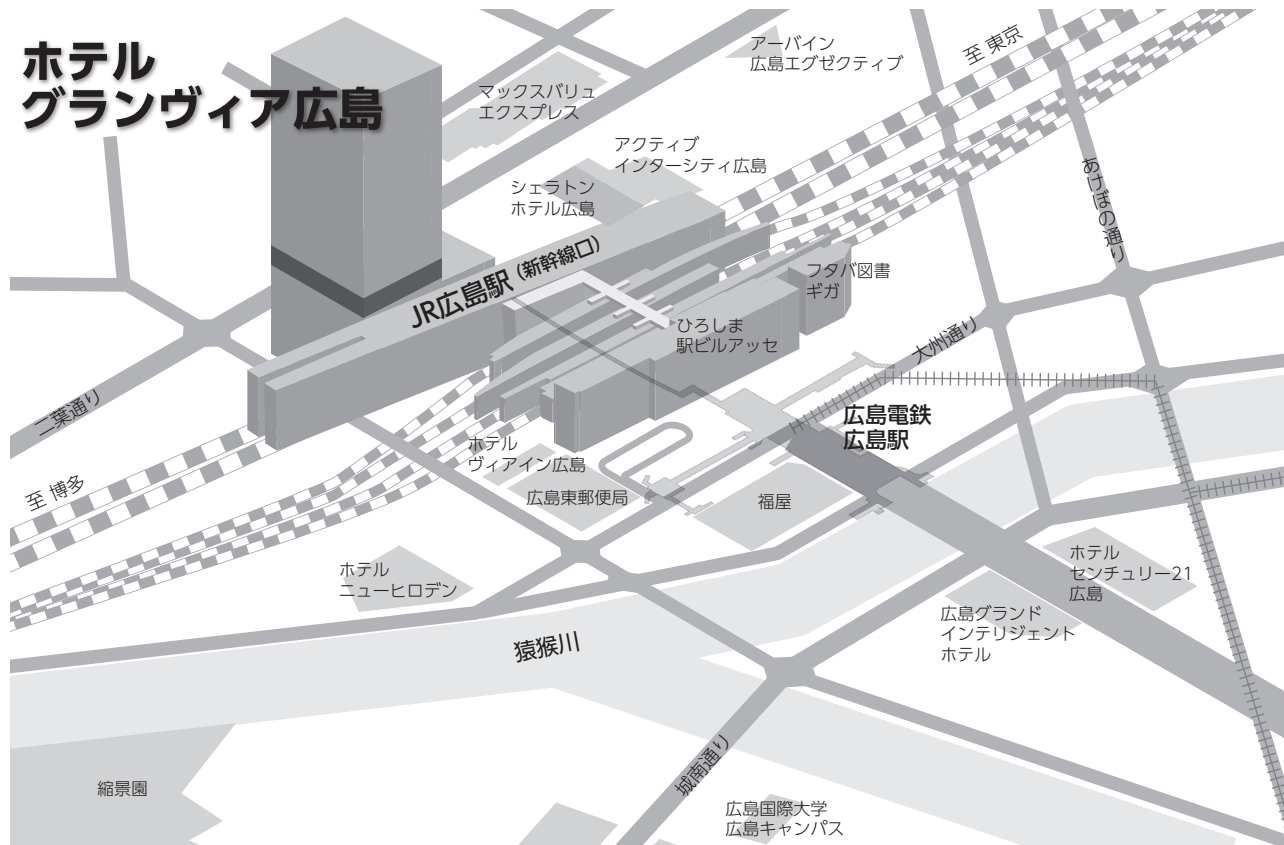 ホテル
グランヴィア広島
アーバイン
広島エグゼクティブ
至 東京
マックスバリュ
エクスプレス
アクティブ
インターシティ広島
シェラトン
ホテル広島
あけぼの通り
JR広島駅(新幹線口)
フタバ図書
ギガ
ひろしま
駅ビルアッセ
大州通り
二葉通り
広島電鉄
広島駅
ホテル
ヴィアイン広島
至 博多
広島東郵便局
福屋
ホテル
ニューヒロデン
ホテル
センチュリー21
広島
広島グランド
インテリジェント
ホテル
猿猴川
縮景園
城南通り
広島国際大学
広島キャンパス